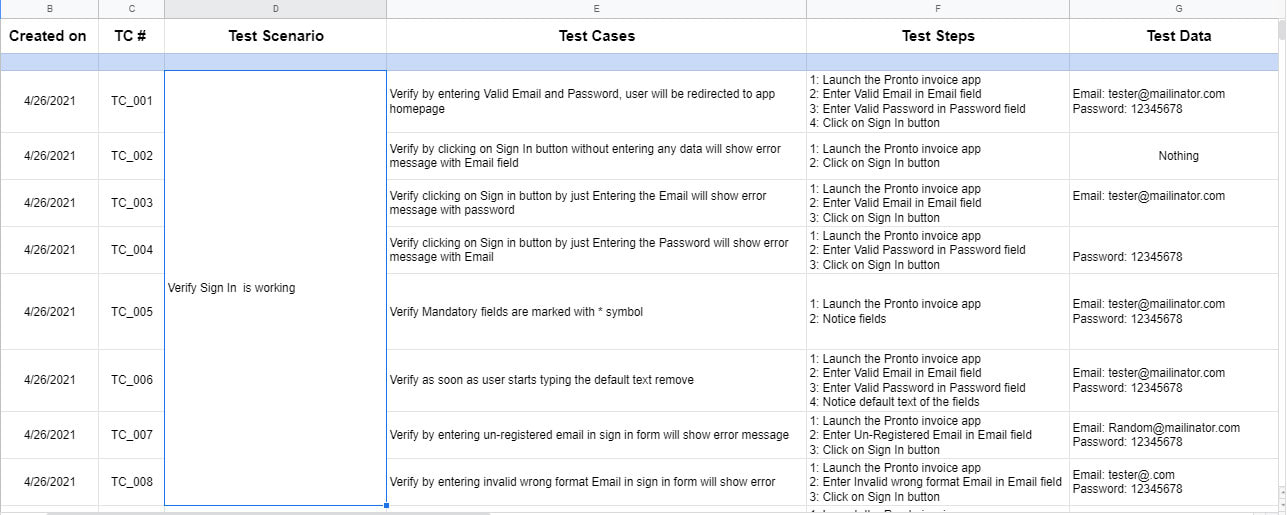 B C D E F G
Created on TC # Test Scenario Test Cases Test Steps Test Data
4/26/2021 TC_001
Verify Sign In is working
Verify by entering Valid Email and Password, user will be redirected to app
homepage
1: Launch the Pronto invoice app
2: Enter Valid Email in Email field
3: Enter Valid Password in Password field
4: Click on Sign In button
Email: tester@mailinator.com
Password: 12345678
4/26/2021 TC_002
Verify by clicking on Sign In button without entering any data will show error
message with Email field
1: Launch the Pronto invoice app
2: Click on Sign In button
Nothing
4/26/2021 TC_003
Verify clicking on Sign in button by just Entering the Email will show error
message with password
1: Launch the Pronto invoice app
2: Enter Valid Email in Email field
3: Click on Sign In button
Email: tester@mailinator.com
4/26/2021 TC_004
Verify clicking on Sign in button by just Entering the Password will show error
message with Email
1: Launch the Pronto invoice app
2: Enter Valid Password in Password field
3: Click on Sign In button
Password: 12345678
4/26/2021 TC_005
Verify Mandatory fields are marked with * symbol
1: Launch the Pronto invoice app
2: Notice fields
Email: tester@mailinator.com
Password: 12345678
4/26/2021 TC_006
Verify as soon as user starts typing the default text remove
1: Launch the Pronto invoice app
2: Enter Valid Email in Email field
3: Enter Valid Password in Password field
4: Notice default text of the fields
Email: tester@mailinator.com
Password: 12345678
4/26/2021 TC_007
Verify by entering un-registered email in sign in form will show error message
1: Launch the Pronto invoice app
2: Enter Un-Registered Email in Email field
3: Click on Sign In button
Email: Random@mailinator.com
Password: 12345678
4/26/2021 TC_008
Verify by entering invalid wrong format Email in sign in form will show error
1: Launch the Pronto invoice app
2: Enter Invalid wrong format Email in Email field
3: Click on Sign In button
Email: tester@.com
Password: 12345678